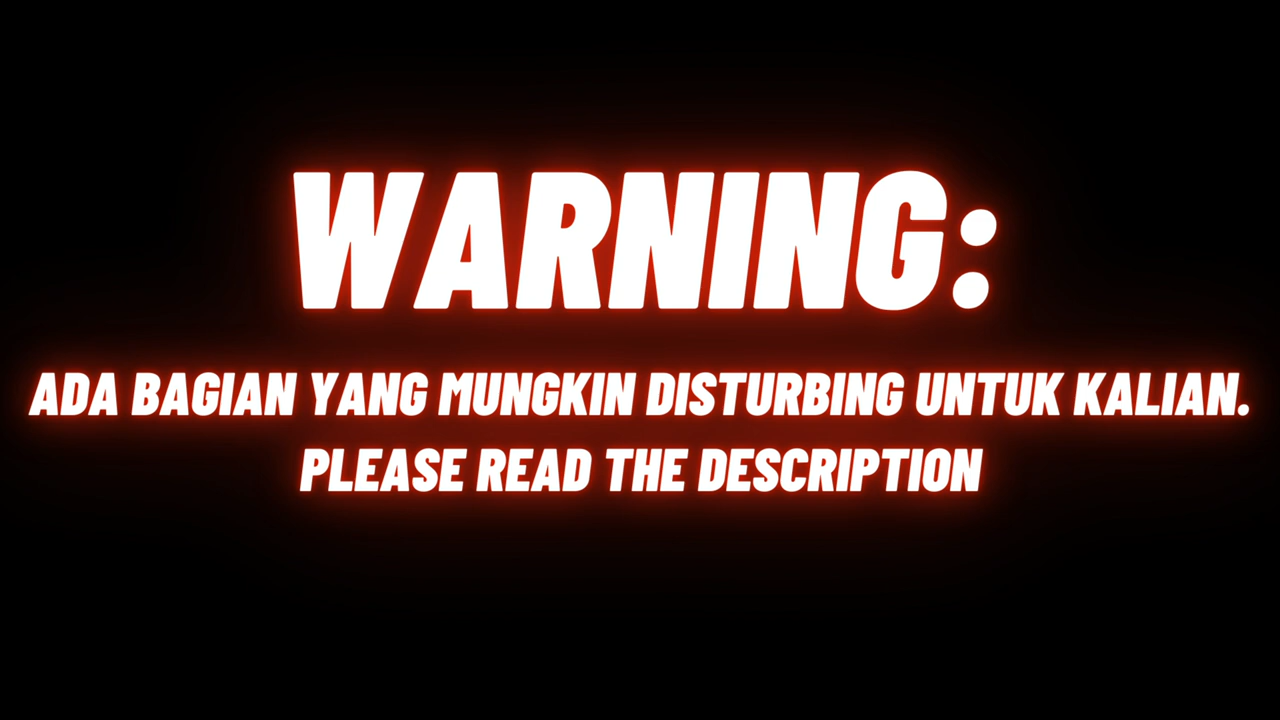 WARNING:
ADA BAGIAN YANG MUNGKIN DISTURBING UNTUK KALIAN.
PLEASE READ THE DESCRIPTION